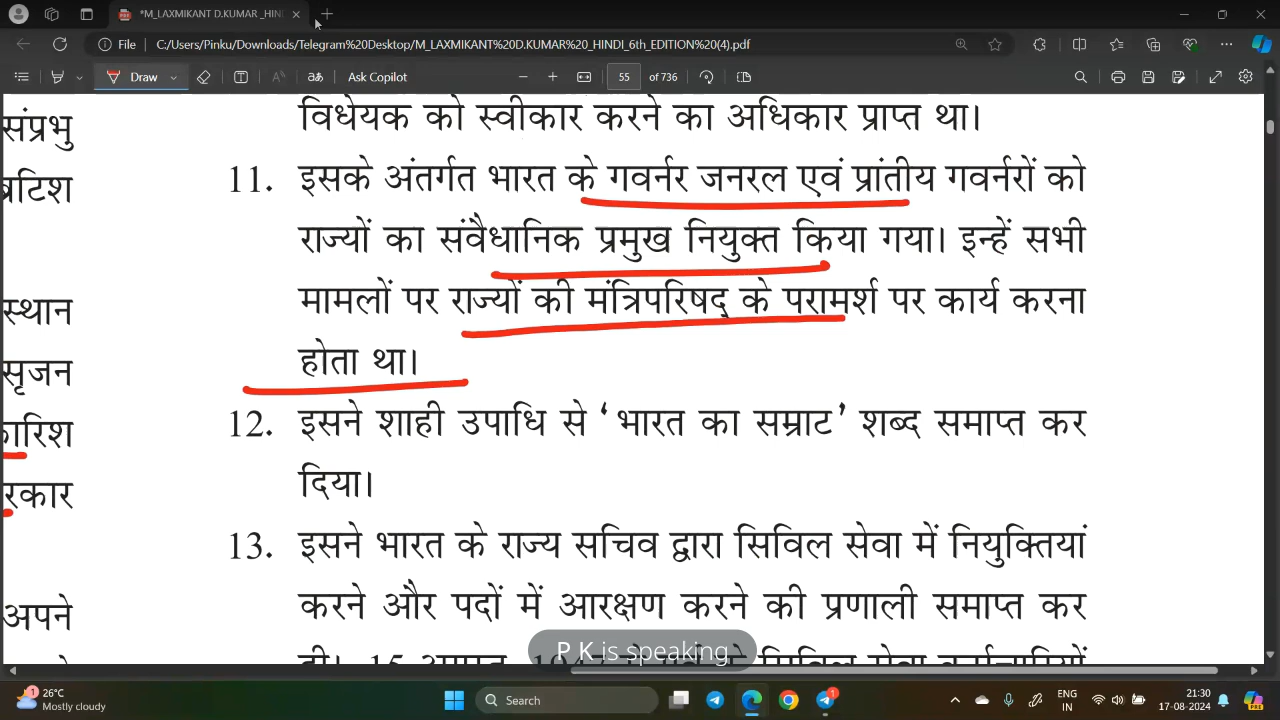 *M_LAXMIKANT D.KUMAR _HIN
File
C:/Users/Pinku/Downloads/Telegram%20Desktop/M_LAXMIKANT%20D.KUMAR%20_HINDI_6th_EDITION%20(4).pdf
Draw
Ask Copilot
55 of 736
विधेयक को स्वीकार करने का अधिकार प्राप्त था।
11. इसके अंतर्गत भारत के गवर्नर जनरल एवं प्रांतीय गवर्नरों को
राज्यों का संवैधानिक प्रमुख नियुक्त किया गया। इन्हें सभी
मामलों पर राज्यों की मंत्रिपरिषद् के परामर्श पर कार्य करना
होता था।
12. इसने शाही उपाधि से ‘भारत का सम्राट’ शब्द समाप्त कर
दिया।
13. इसने भारत के राज्य सचिव द्वारा सिविल सेवा में नियुक्तियां
करने और पदों में आरक्षण करने की प्रणाली समाप्त कर
संप्रभु
स्थान
सृजन
रकार
अपने
P K is speaking
26°C
Mostly cloudy
Search
ENG
IN
21:30
17-08-2024